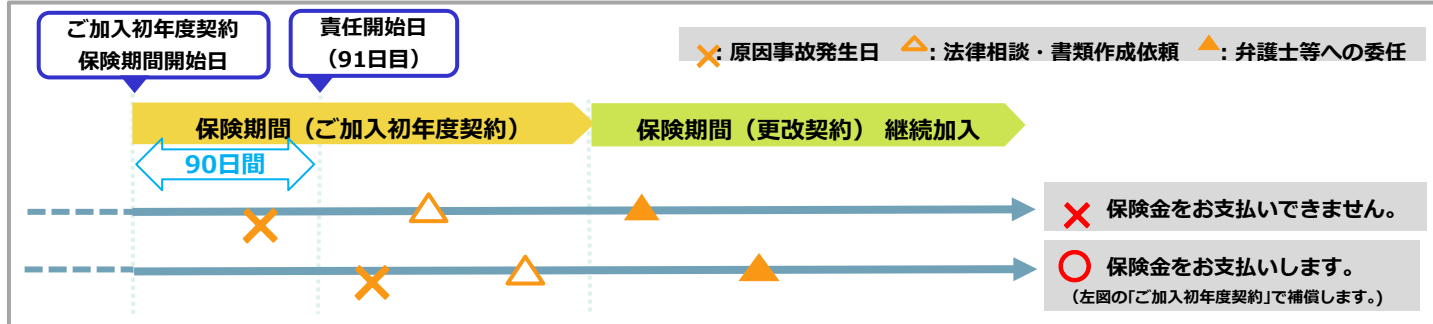 ご加入初年度契約
保険期間開始日
責任開始日
（91日目）
：原因事故発生日　：法律相談・書類作成依頼　：弁護士等への委任
保険期間（ご加入初年度契約）
保険期間（更改契約） 継続加入
90日間
保険金をお支払いできません。
保険金をお支払いします。
（左図の「ご加入初年度契約」で補償します。)